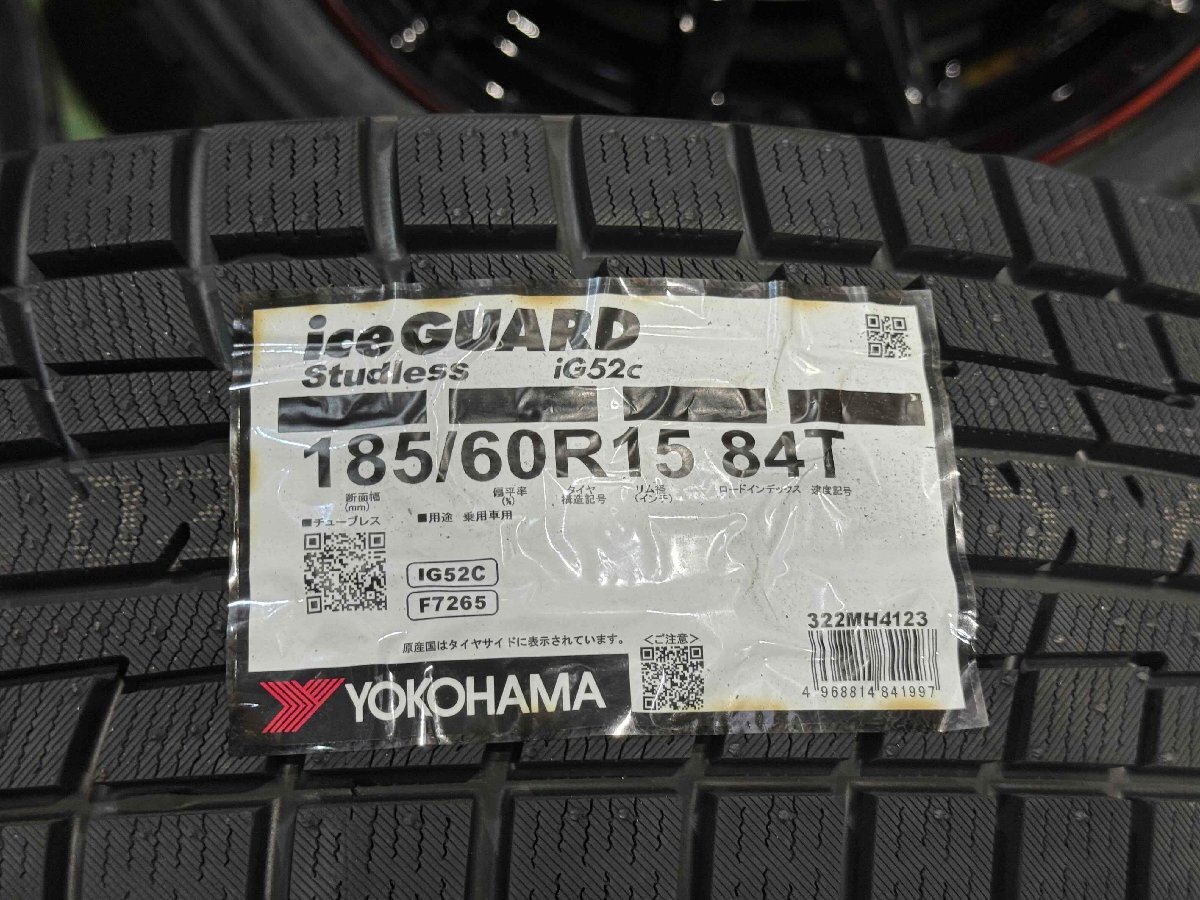 iceGUARD
Studless iG52c
185/60R15 84T
断面幅 (mm) 偏平率 (%) タイヤ構造記号 リム径 (インチ) ロードインデックス 速度記号
■チューブレス ■用途 乗用車用
IG52C
F7265
322MH4123
原産国はタイヤサイドに表示されています。 <ご注意>
4 968814 841997
YOKOHAMA